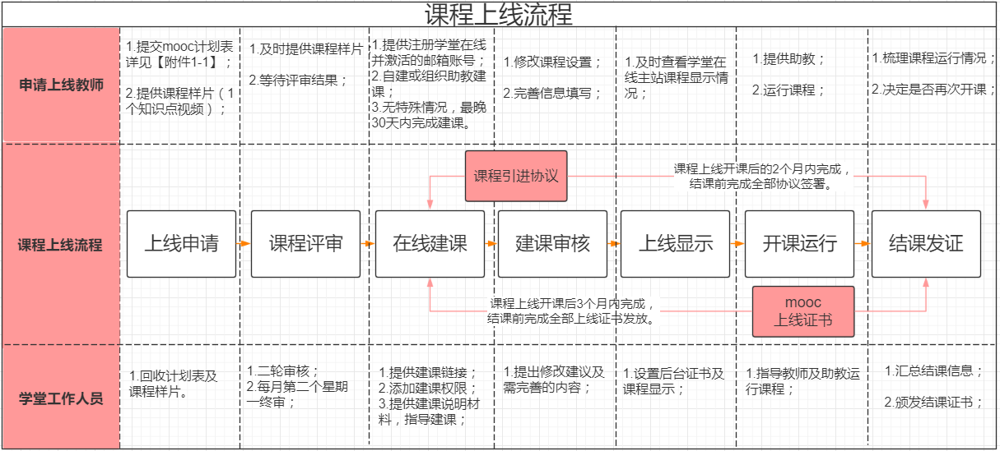 课程上线流程
申请上线教师
1.提交mooc计划表
详见【附件1-1】；
2.提供课程样片（1
个知识点视频）；
1.及时提供课程样片
2.等待评审结果；
1.提供注册学堂在线
并激活的邮箱账号；
2.自建或组织助教建
课；
3.无特殊情况，最晚
30天内完成建课。
1.修改课程设置；
2.完善信息填写；
1.及时查看学堂在
线主站课程显示情
况；
1.提供助教；
2.运行课程；
1.梳理课程运行情况；
2.决定是否再次开课；
课程上线流程
课程引进协议
课程上线开课后的2个月内完成，
结课前完成全部协议签署。
上线申请
课程评审
在线建课
建课审核
上线显示
开课运行
结课发证
课程上线开课后3个月内完成，
结课前完成全部上线证书发放。
mooc
上线证书
学堂工作人员
1.回收计划表及
课程样片。
1.二轮审核；
2.每月第二个星期
一终审；
1.提供建课链接；
2.添加建课权限；
3.提供建课说明材
料，指导建课；
1.提出修改建议及
需完善的内容；
1.设置后台证书及
课程显示；
1.指导教师及助教运
行课程；
1.汇总结课信息；
2.颁发结课证书；